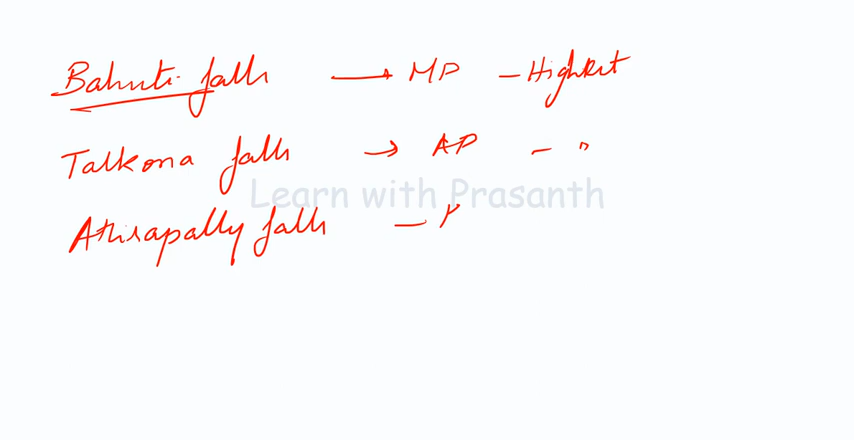 Bahuti falls → MP - Highest
Talkona falls → AP - "
Learn with Prasanth
Athirapally falls -